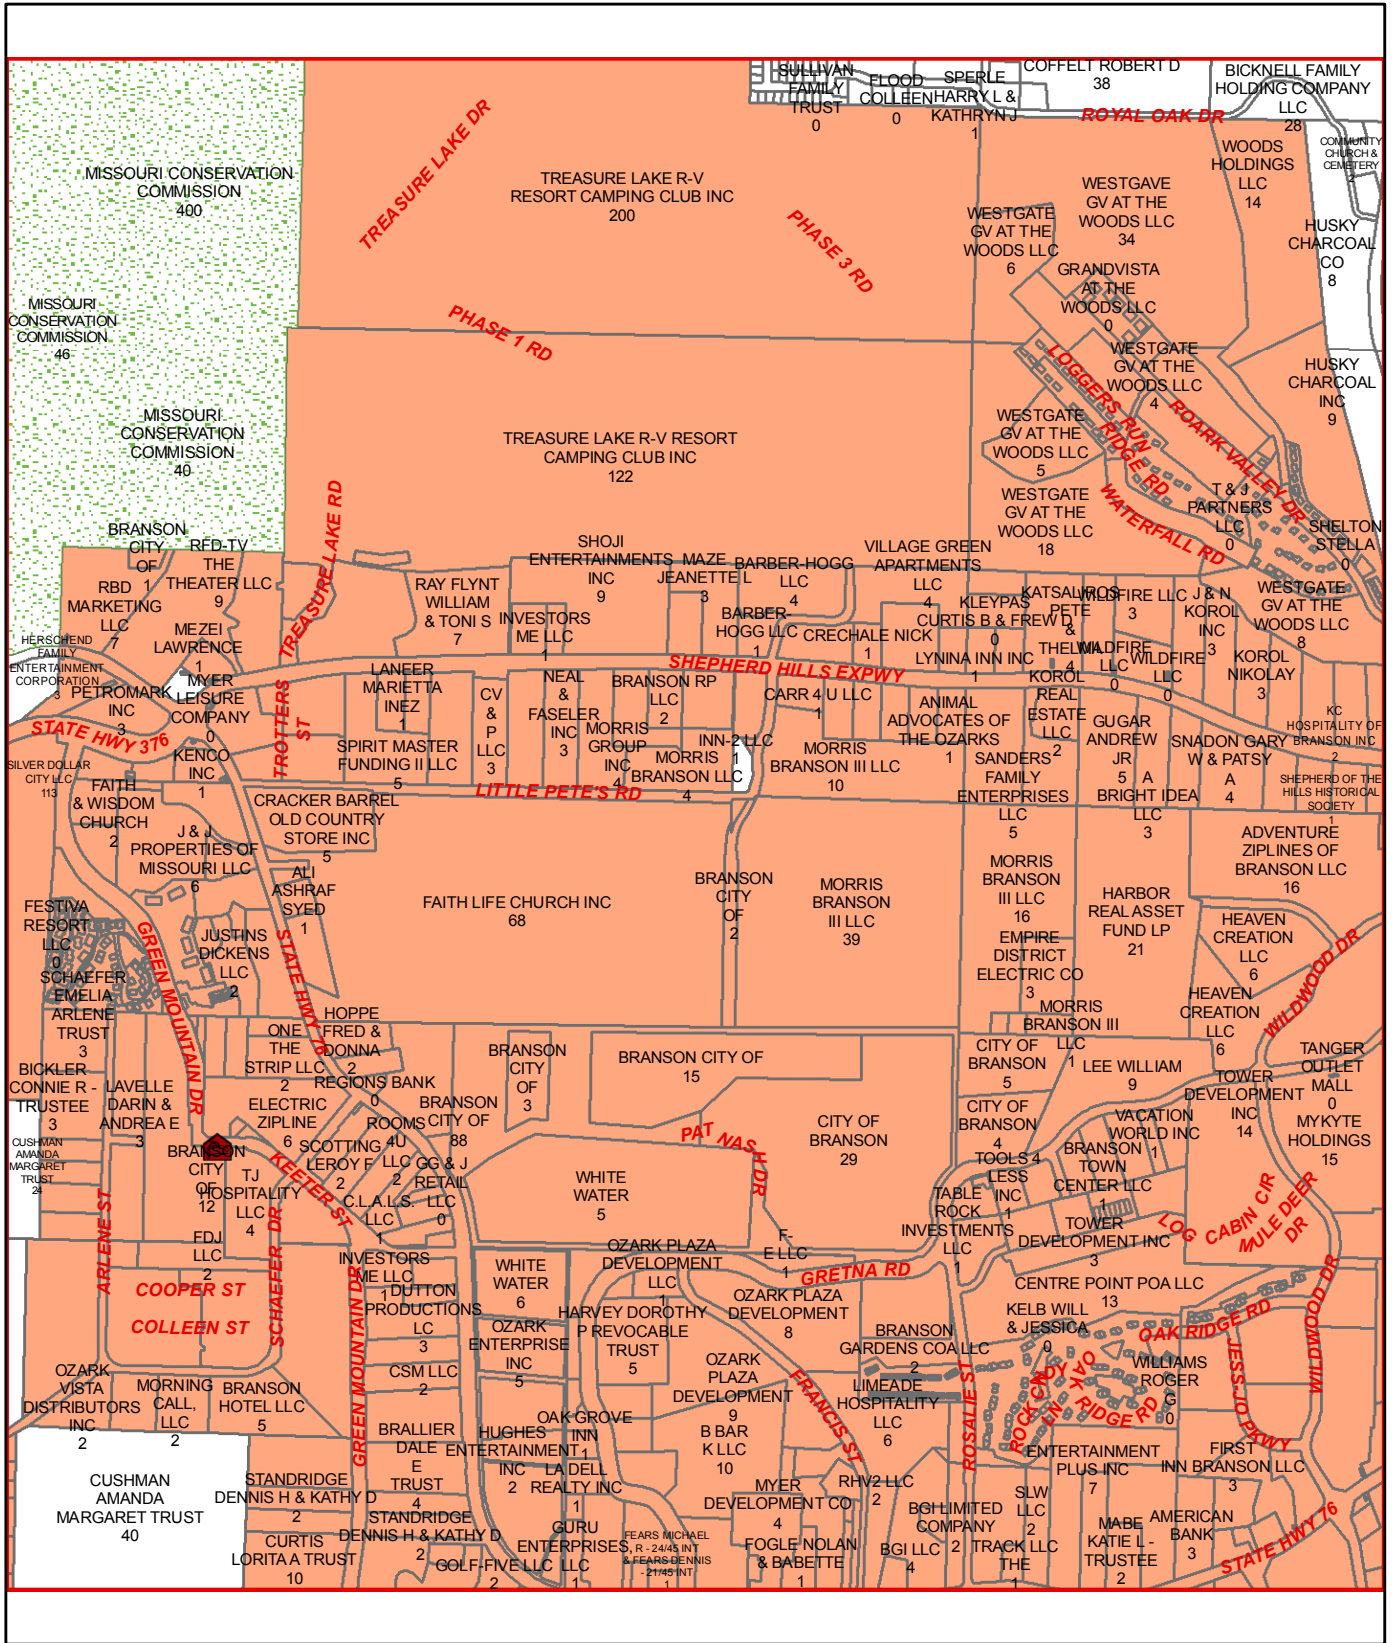 SULLIVAN
FAMILY
TRUST
0
FLOOD
COLLEEN
0
SPERLE
HARRY L &
KATHRYN J
1
COFFELT ROBERT D
38
BICKNELL FAMILY
HOLDING COMPANY
LLC
28
ROYAL OAK DR
COMMUNITY
CHURCH &
CEMETERY
2
WOODS
HOLDINGS
LLC
14
MISSOURI CONSERVATION
COMMISSION
400
TREASURE LAKE DR
TREASURE LAKE R-V
RESORT CAMPING CLUB INC
200
PHASE 3 RD
WESTGAVE
GV AT THE
WOODS LLC
34
WESTGATE
GV AT THE
WOODS LLC
6
HUSKY
CHARCOAL
CO
8
GRANDVISTA
AT THE
WOODS LLC
0
MISSOURI
CONSERVATION
COMMISSION
46
PHASE 1 RD
WESTGATE
GV AT THE
WOODS LLC
4
LOGGERS RUN
RIDGE RD
ROARK VALLEY DR
HUSKY
CHARCOAL
INC
9
MISSOURI
CONSERVATION
COMMISSION
40
TREASURE LAKE R-V RESORT
CAMPING CLUB INC
122
WESTGATE
GV AT THE
WOODS LLC
5
WESTGATE
GV AT THE
WOODS LLC
18
WATERFALL RD
T & J
PARTNERS
LLC
0
SHELTON
STELLA
0
TREASURE LAKE RD
BRANSON
CITY
OF
1
RFD-TV
THE
THEATER LLC
9
RBD
MARKETING
LLC
7
MEZEI
LAWRENCE
1
RAY FLYNT
WILLIAM
& TONI S
7
SHOJI
ENTERTAINMENTS
INC
9
INVESTORS
ME LLC
1
MAZE
JEANETTE L
3
BARBER-HOGG
LLC
4
BARBER-
HOGG LLC
1
VILLAGE GREEN
APARTMENTS
LLC
4
CRECHALE NICK
1
KLEYPAS
CURTIS B & FREW D
0
LYNINA INN INC
1
KATSALIROS
PETE
&
THELMA
4
WILDFIRE LLC
3
WILDFIRE
LLC
0
WILDFIRE
LLC
0
J & N
KOROL
INC
3
WESTGATE
GV AT THE
WOODS LLC
8
KOROL
NIKOLAY
3
HERSCHEND
FAMILY
ENTERTAINMENT
CORPORATION
3
PETROMARK
INC
3
MYER
LEISURE
COMPANY
0
SHEPHERD HILLS EXPWY
TROTTERS
ST
LANEER
MARIETTA
INEZ
1
CV
&
P
LLC
3
NEAL
&
FASELER
INC
3
BRANSON RP
LLC
2
CARR 4 U LLC
1
ANIMAL
ADVOCATES OF
THE OZARKS
1
KOROL
REAL
ESTATE
LLC
2
GUGAR
ANDREW
JR
5
SNADON GARY
W & PATSY
A
4
KC
HOSPITALITY OF
BRANSON INC
2
STATE HWY 376
KENCO
INC
1
SPIRIT MASTER
FUNDING II LLC
5
MORRIS
GROUP
INC
4
INN-2 LLC
1
MORRIS
BRANSON LLC
4
MORRIS
BRANSON III LLC
10
SANDERS
FAMILY
ENTERPRISES
LLC
5
A
BRIGHT IDEA
LLC
3
SHEPHERD OF THE
HILLS HISTORICAL
SOCIETY
1
SILVER DOLLAR
CITY LLC
113
LITTLE PETE'S RD
FAITH
& WISDOM
CHURCH
2
CRACKER BARREL
OLD COUNTRY
STORE INC
5
J & J
PROPERTIES OF
MISSOURI LLC
6
ALI
ASHRAF
SYED
1
FAITH LIFE CHURCH INC
68
BRANSON
CITY
OF
2
MORRIS
BRANSON
III LLC
39
MORRIS
BRANSON
III LLC
16
HARBOR
REAL ASSET
FUND LP
21
ADVENTURE
ZIPLINES OF
BRANSON LLC
16
HEAVEN
CREATION
LLC
6
FESTIVA
RESORT
LLC
0
GREEN MOUNTAIN DR
JUSTINS
DICKENS
LLC
2
STATE HWY 76
EMPIRE
DISTRICT
ELECTRIC CO
3
WILDWOOD DR
SCHAEFER
EMELIA
ARLENE
TRUST
3
HEAVEN
CREATION
LLC
6
MORRIS
BRANSON III
LLC
1
HOPPE
FRED &
DONNA
2
ONE
THE
STRIP LLC
2
BRANSON
CITY
OF
3
BRANSON CITY OF
15
CITY OF
BRANSON
5
LEE WILLIAM
9
TANGER
OUTLET
MALL
0
BICKLER
CONNIE R -
TRUSTEE
3
LAVELLE
DARIN &
ANDREA E
3
REGIONS BANK
0
ELECTRIC
ZIPLINE
6
ROOMS
4U
LLC
2
BRANSON
CITY OF
88
CITY OF
BRANSON
29
CITY OF
BRANSON
4
TOWER
DEVELOPMENT
INC
14
VACATION
WORLD INC
1
MYKYTE
HOLDINGS
15
CUSHMAN
AMANDA
MARGARET
TRUST
24
BRANSON
CITY
OF
12
KEETER ST
SCOTTING
LEROY F
2
PAT NASH DR
TOOLS 4
LESS
INC
1
BRANSON
TOWN
CENTER LLC
1
TJ
HOSPITALITY
LLC
4
C.L.A.L.S.
LLC
1
GG & J
RETAIL
LLC
0
WHITE
WATER
5
TABLE
ROCK
INVESTMENTS
LLC
1
LOG CABIN CIR
MULE DEER
DR
ARLENE ST
FDJ
LLC
2
SCHAEFER DR
F-
E LLC
1
TOWER
DEVELOPMENT INC
3
INVESTORS
ME LLC
1
WHITE
WATER
6
OZARK PLAZA
DEVELOPMENT
LLC
1
GRETNA RD
CENTRE POINT POA LLC
13
COOPER ST
COLLEEN ST
GREEN MOUNTAIN DR
DUTTON
PRODUCTIONS
LC
3
HARVEY DOROTHY
P REVOCABLE
TRUST
5
OZARK PLAZA
DEVELOPMENT
8
KELB WILL
& JESSICA
0
OAK RIDGE RD
WILDWOOD DR
OZARK
ENTERPRISE
INC
5
BRANSON
GARDENS COA LLC
2
CSM LLC
2
OZARK
PLAZA
DEVELOPMENT
9
FRANCIS ST
LIMEADE
HOSPITALITY
LLC
6
ROSALIE ST
OAK
RIDGE RD
WILLIAMS
ROGER
G
0
JESS-JO PKWY
OZARK
VISTA
DISTRIBUTORS
INC
2
MORNING
CALL,
LLC
2
BRANSON
HOTEL LLC
5
BRALLIER
DALE
E
TRUST
4
HUGHES
ENTERTAINMENT
INC
2
OAK GROVE
INN
1
B BAR
K LLC
10
ENTERTAINMENT
PLUS INC
7
FIRST
INN BRANSON LLC
3
CUSHMAN
AMANDA
MARGARET TRUST
40
STANDRIDGE
DENNIS H & KATHY D
2
LA DELL
REALTY INC
1
MYER
DEVELOPMENT CO
4
RHV2 LLC
2
SLW
LLC
2
STANDRIDGE
DENNIS H & KATHY D
2
GURU
ENTERPRISES,
LLC
1
BGI LIMITED
COMPANY
2
MABE
KATIE L -
TRUSTEE
2
AMERICAN
BANK
3
STATE HWY 76
CURTIS
LORITA A TRUST
10
GOLF-FIVE LLC
2
FEARS MICHAEL
R - 24/45 INT
& FEARS DENNIS
- 21/45 INT
1
FOGLE NOLAN
& BABETTE
1
BGI LLC
4
TRACK LLC
THE
1